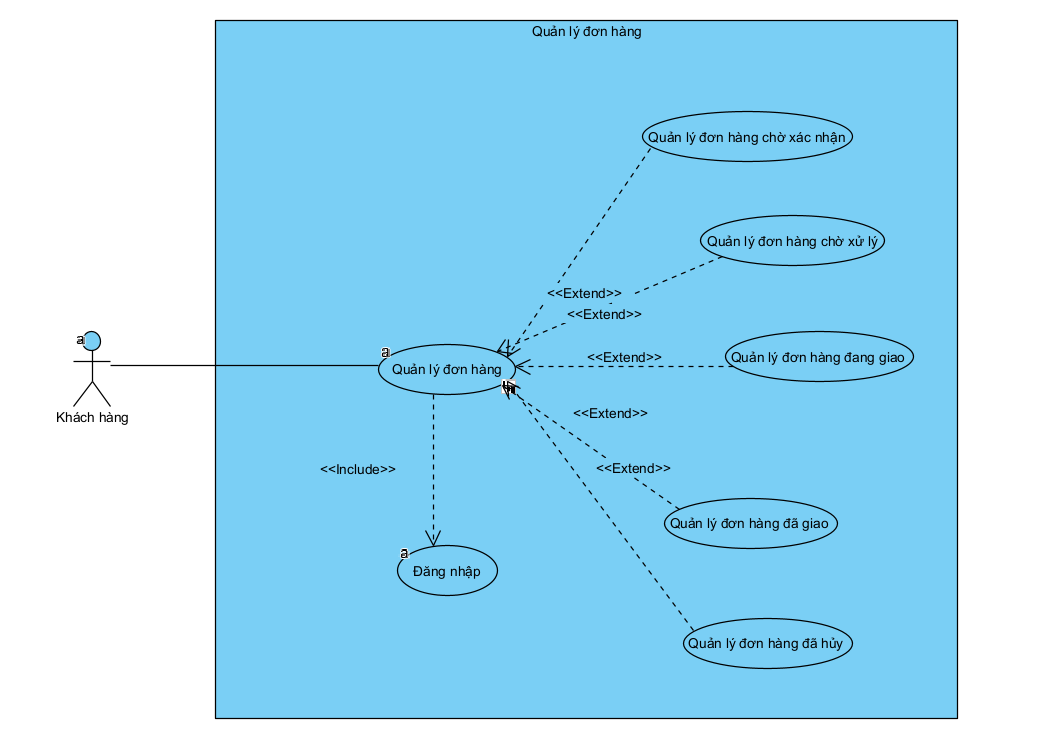 Quản lý đơn hàng
Quản lý đơn hàng chờ xác nhận
Quản lý đơn hàng chờ xử lý
<<Extend>>
<<Extend>>
a
Khách hàng
a
Quản lý đơn hàng
<<Extend>>
Quản lý đơn hàng đang giao
<<Extend>>
<<Include>>
<<Extend>>
Quản lý đơn hàng đã giao
a
Đăng nhập
Quản lý đơn hàng đã hủy